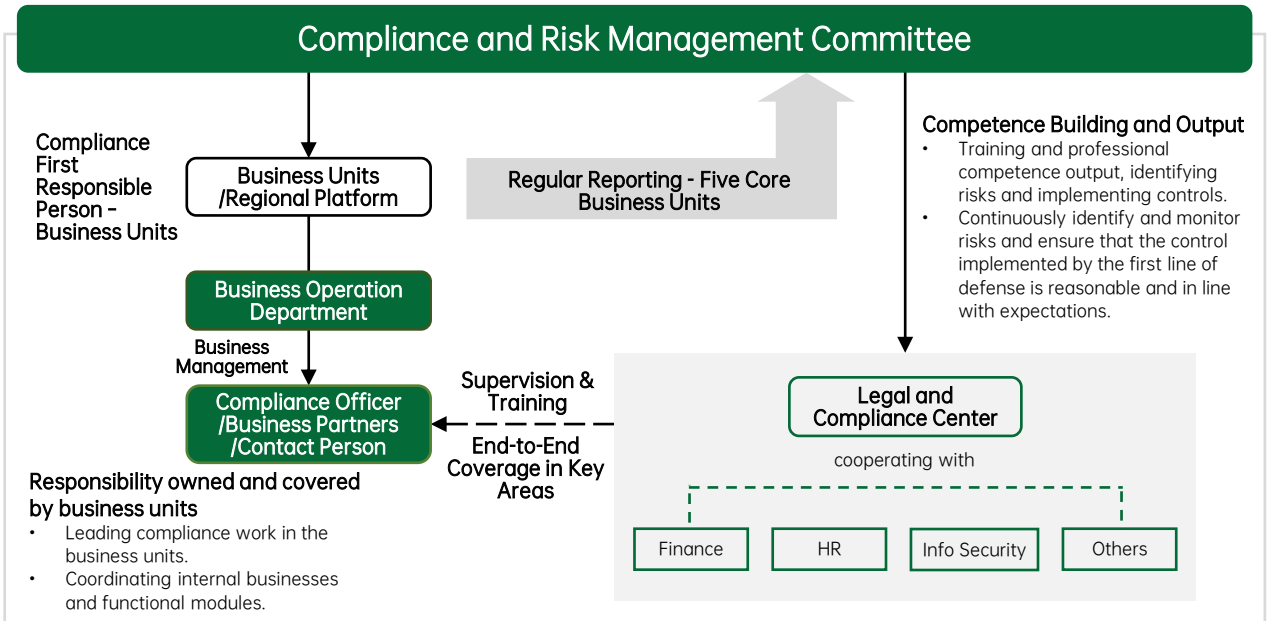 Compliance and Risk Management Committee
Compliance
First
Responsible
Person –
Business Units
Business Units
/Regional Platform
Regular Reporting - Five Core
Business Units
Competence Building and Output
• Training and professional
competence output, identifying
risks and implementing controls.
• Continuously identify and monitor
risks and ensure that the control
implemented by the first line of
defense is reasonable and in line
with expectations.
Business Operation
Department
Business
Management
Compliance Officer
/Business Partners
/Contact Person
Supervision &
Training
End-to-End
Coverage in Key
Areas
Legal and
Compliance Center
cooperating with
Finance
HR
Info Security
Others
Responsibility owned and covered
by business units
• Leading compliance work in the
business units.
• Coordinating internal businesses
and functional modules.